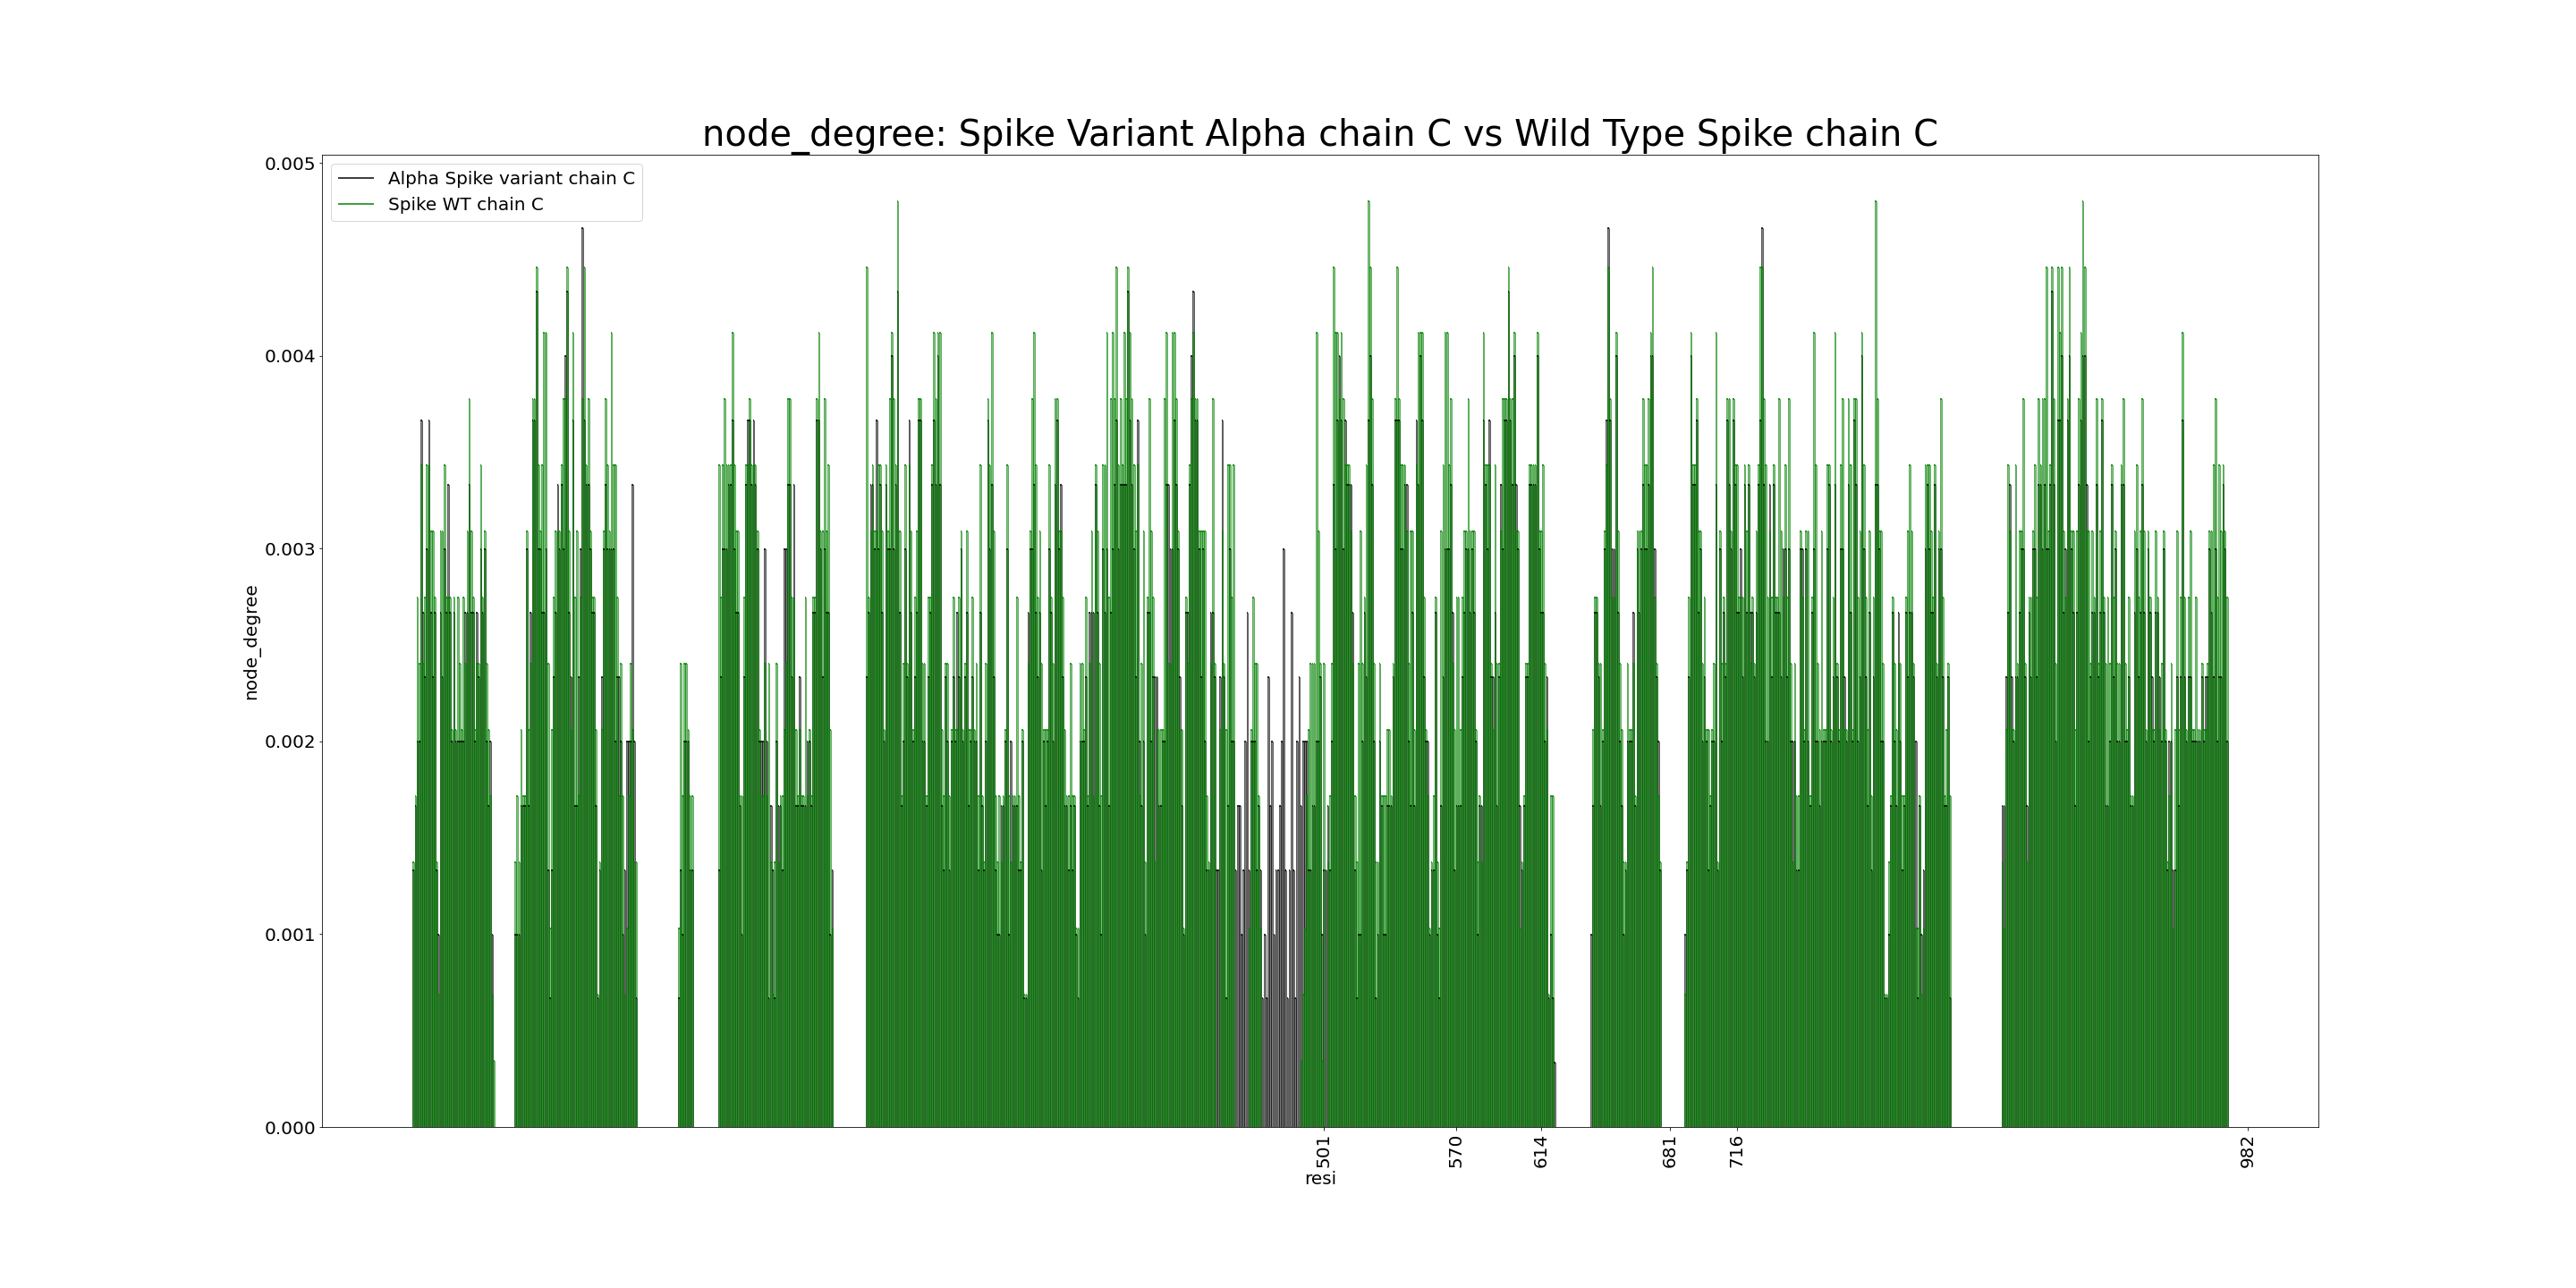 node_degree: Spike Variant Alpha chain C vs Wild Type Spike chain C
Alpha Spike variant chain C
Spike WT chain C
0.005
0.004
0.003
0.002
0.001
0.000
node_degree
501
570
614
681
716
982
resi